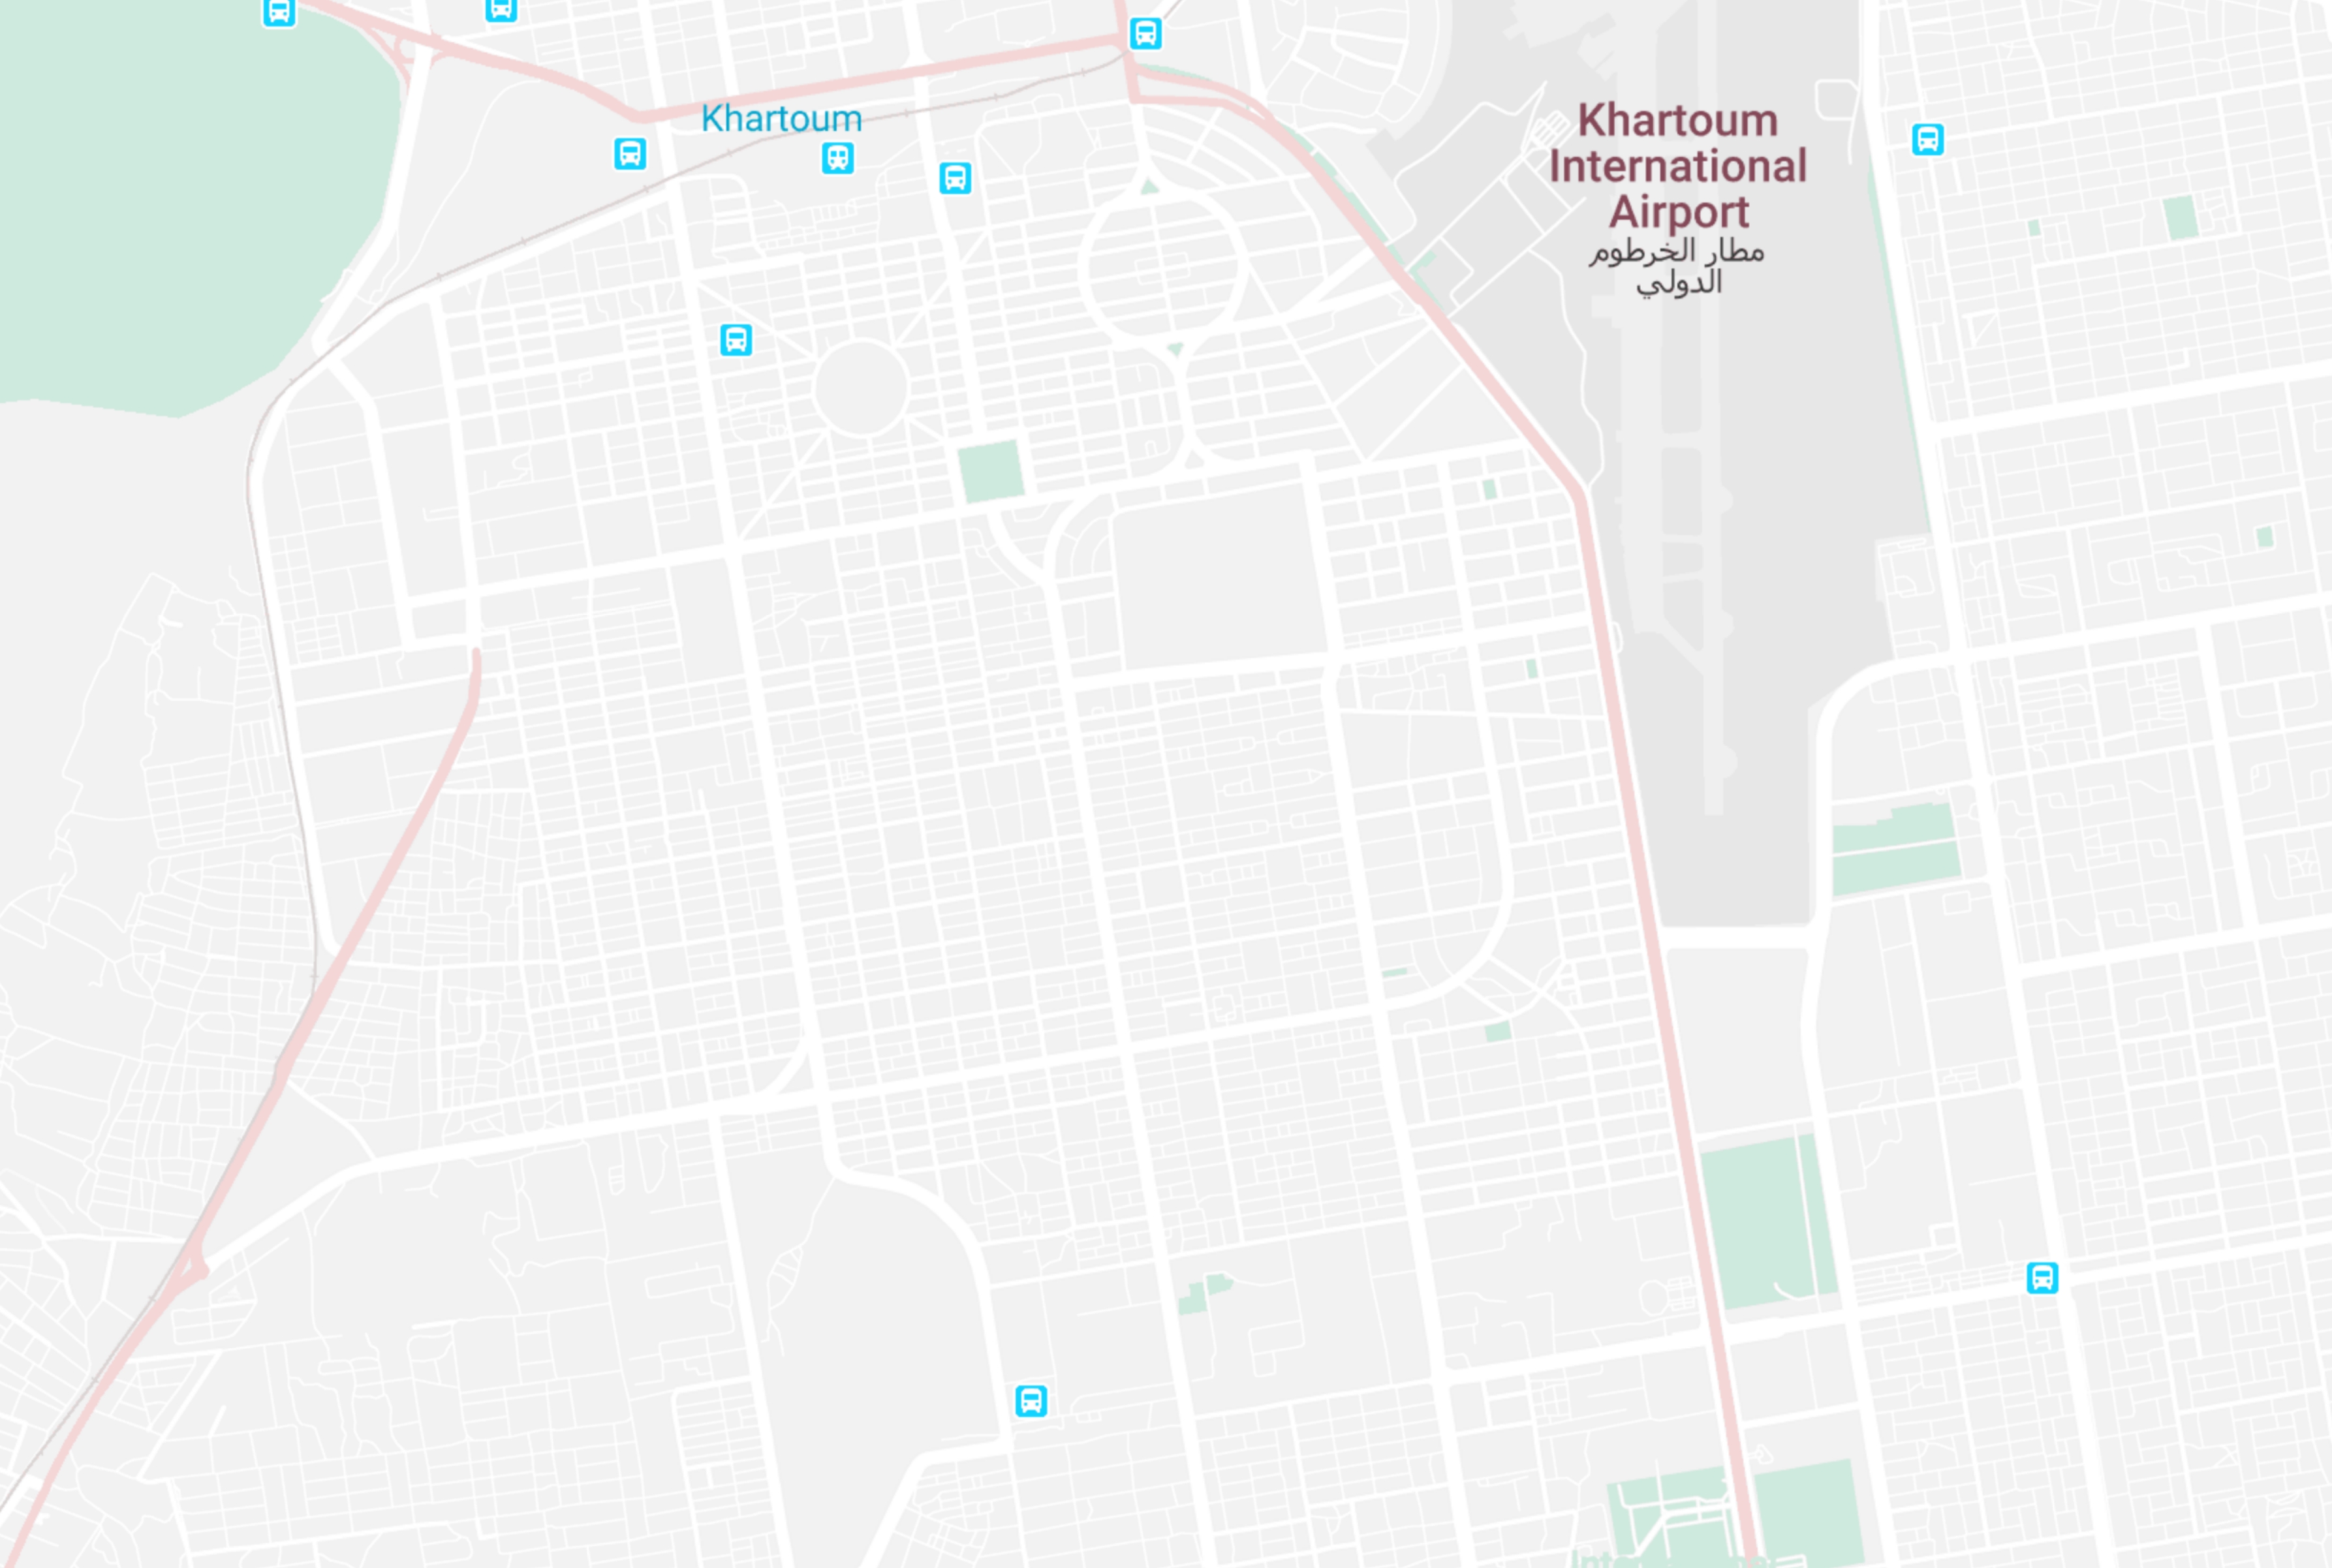 Khartoum
Khartoum
International
Airport
مطار الخرطوم
الدولي